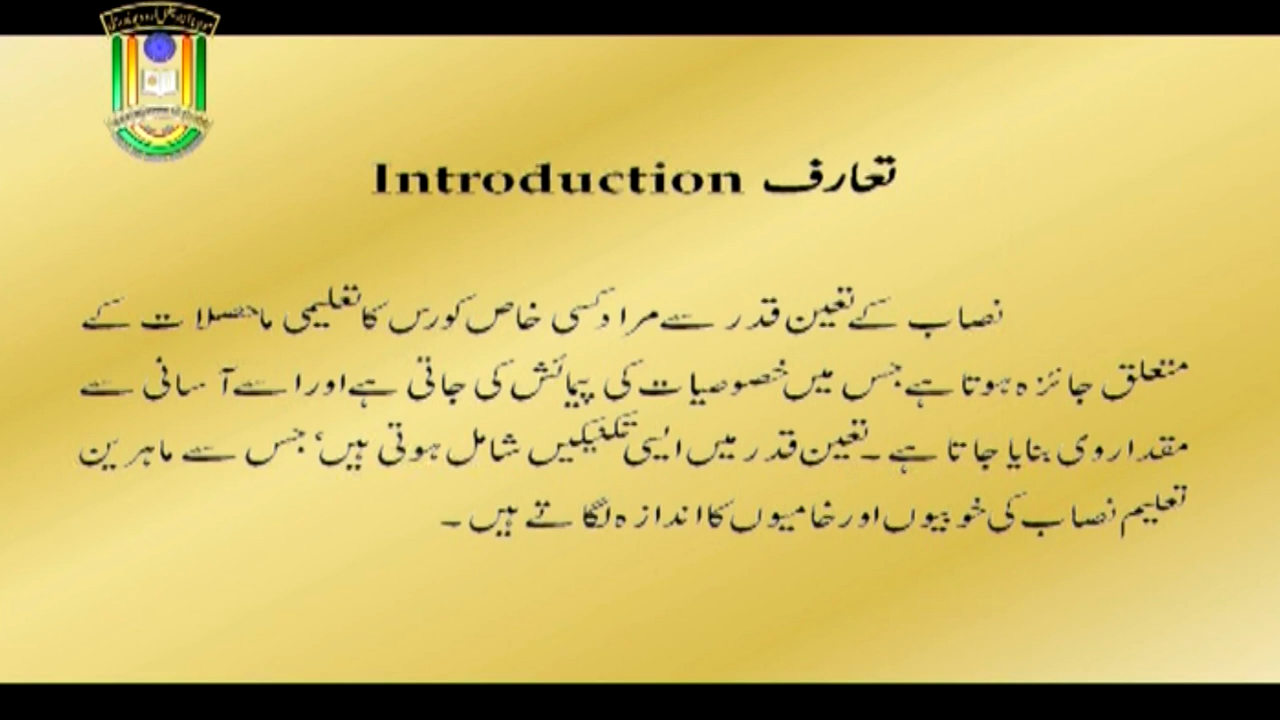 تعارف Introduction
نصاب کے تعین قدر سے مراد کسی خاص کورس کا تعلیمی ماحصلات کے
متعلق جائزہ ہوتا ہے جس میں خصوصیات کی پیمائش کی جاتی ہے اور اسے آسانی سے
مقداروی بنایا جاتا ہے۔ تعین قدر میں ایسی تکنیکیں شامل ہوتی ہیں، جس سے ماہرین
تعلیم نصاب کی خوبیوں اور خامیوں کا اندازہ لگاتے ہیں۔